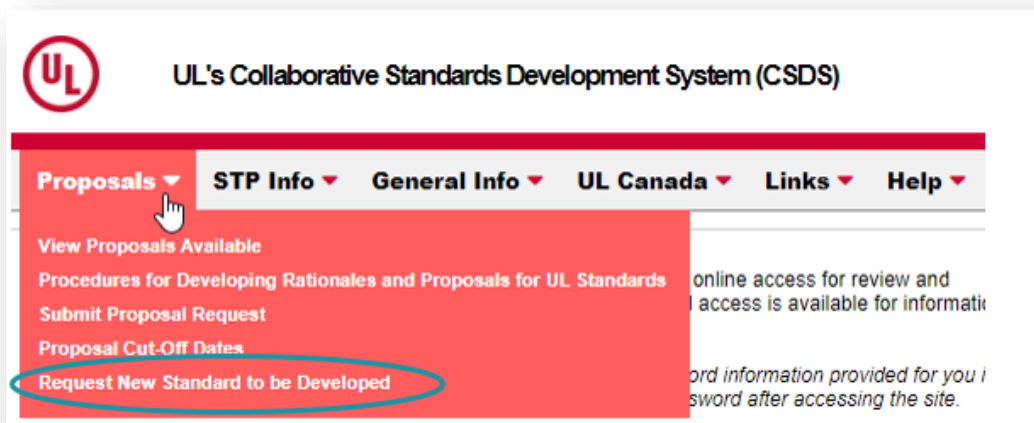 UL
UL's Collaborative Standards Development System (CSDS)
Proposals STP Info General Info UL Canada Links Help
View Proposals Available
Procedures for Developing Rationales and Proposals for UL Standards
Submit Proposal Request
Proposal Cut-Off Dates
Request New Standard to be Developed
online access for review and
access is available for
information provided for you
after accessing the site.